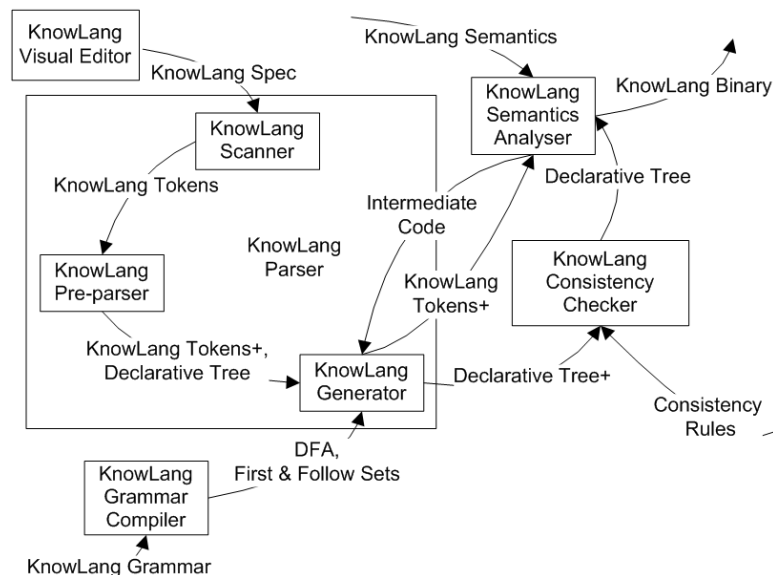 KnowLang
Visual Editor
KnowLang Spec
KnowLang Semantics
KnowLang Binary
KnowLang
Semantics
Analyser
KnowLang
Scanner
KnowLang Tokens
Declarative Tree
Intermediate
Code
KnowLang
Parser
KnowLang
Pre-parser
KnowLang
Tokens+
KnowLang
Consistency
Checker
KnowLang Tokens+,
Declarative Tree
KnowLang
Generator
Declarative Tree+
Consistency
Rules
DFA,
First & Follow Sets
KnowLang
Grammar
Compiler
KnowLang Grammar